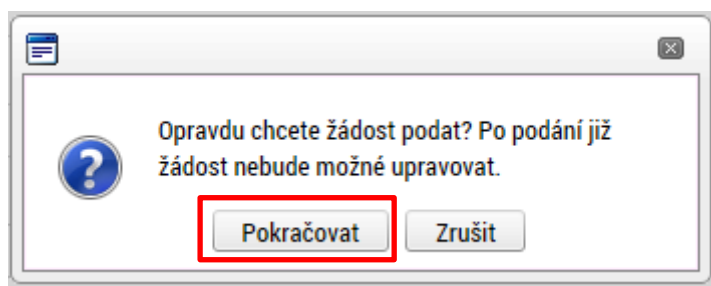 Opravdu chcete žádost podat? Po podání již
žádost nebude možné upravovat.
Pokračovat
Zrušit